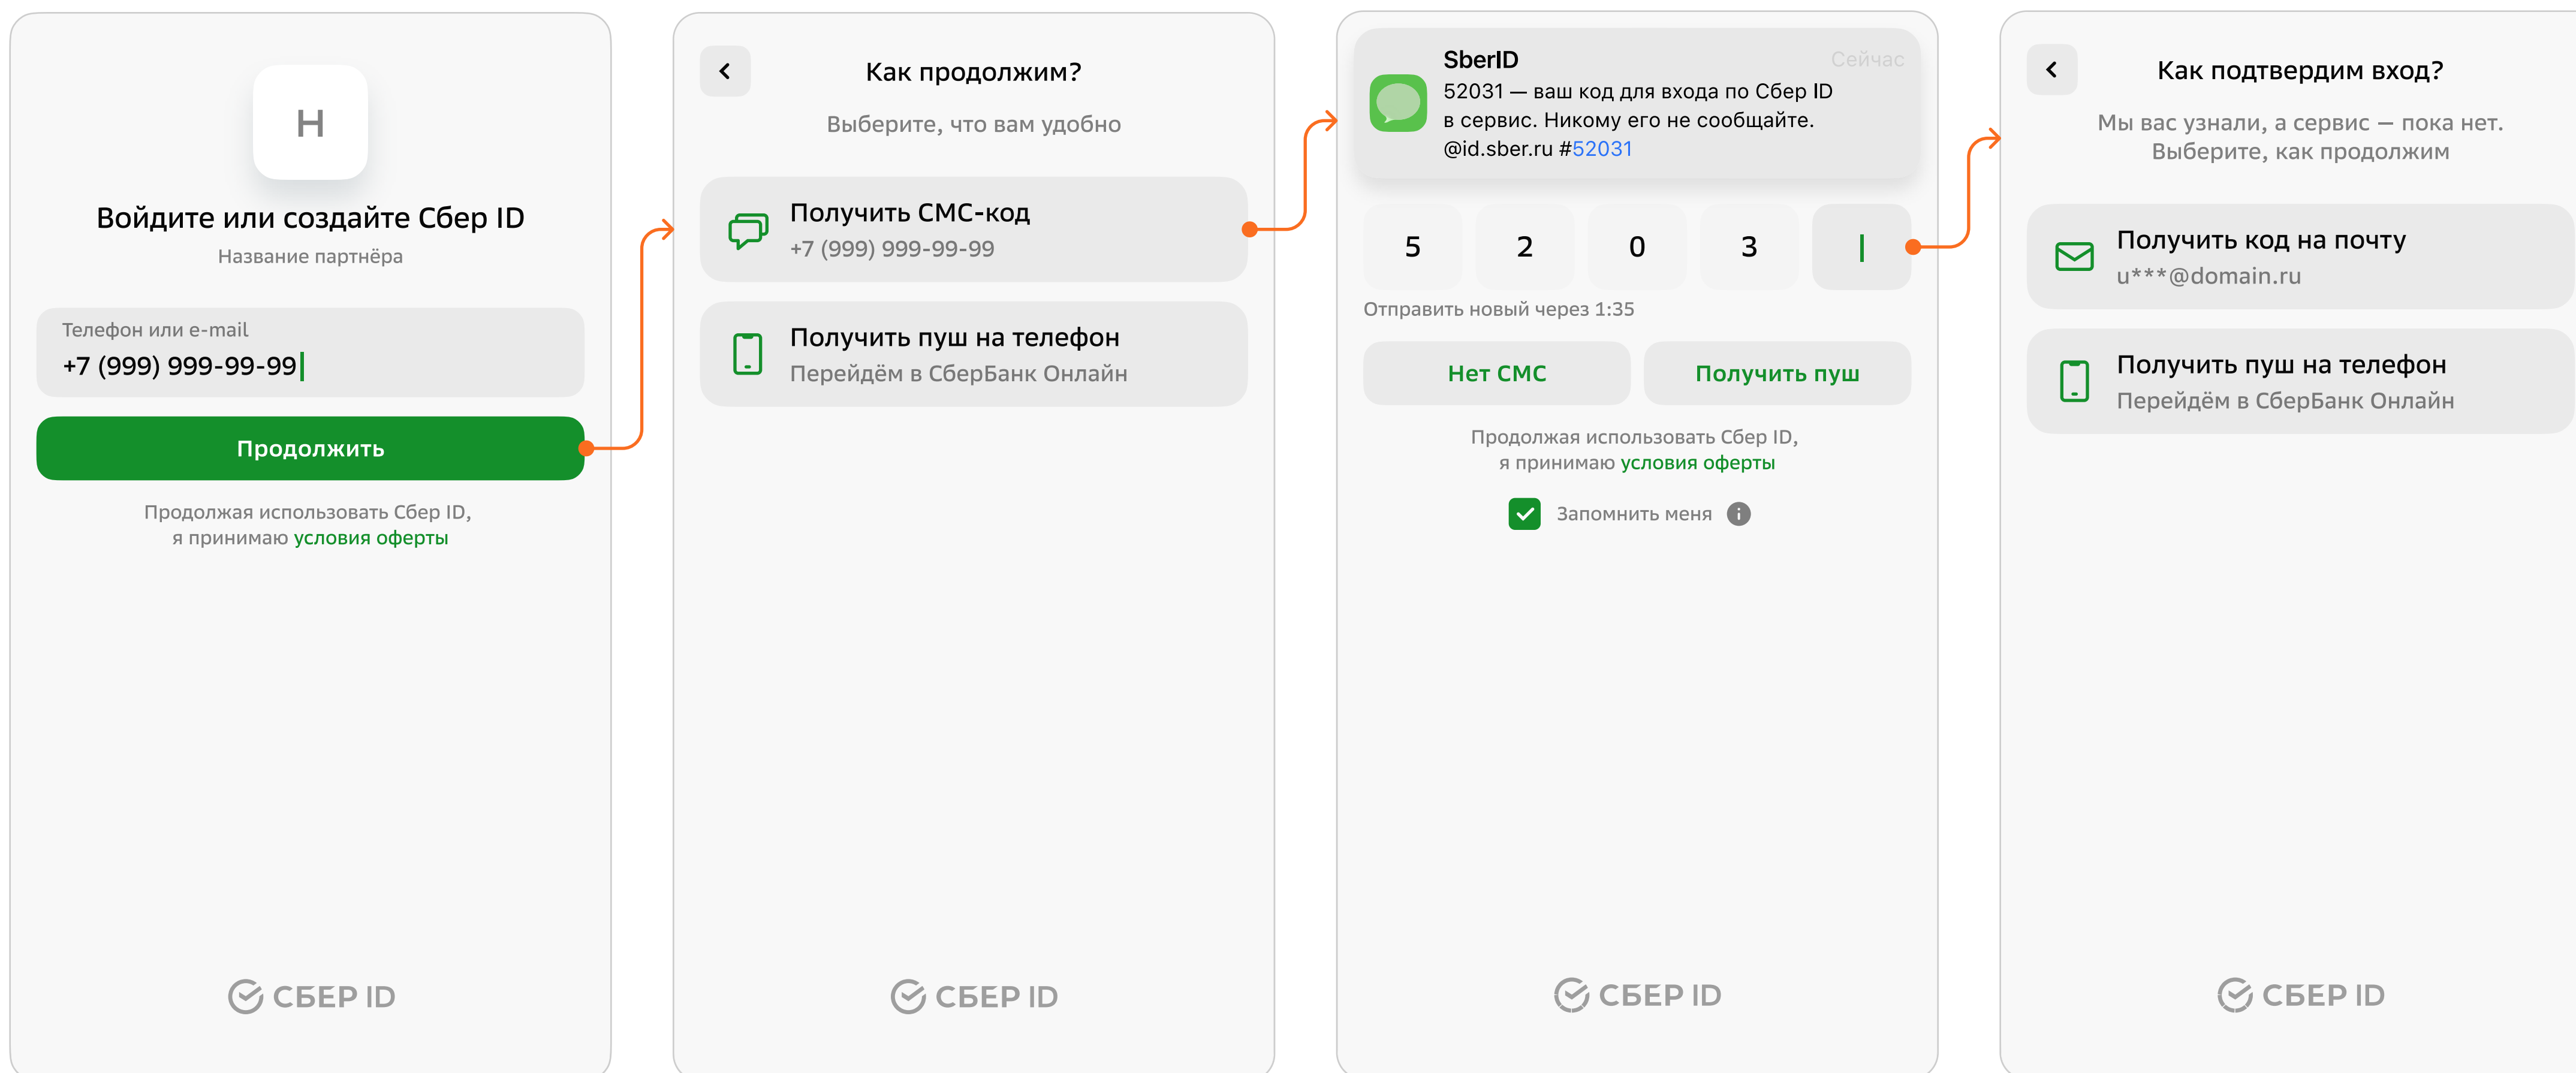 Н
Войдите или создайте Сбер ID
Название партнёра
Телефон или e-mail
+7 (999) 999-99-99
Продолжить
Продолжая использовать Сбер ID,
я принимаю условия оферты
СБЕР ID
Как продолжим?
Выберите, что вам удобно
Получить СМС-код
+7 (999) 999-99-99
Получить пуш на телефон
Перейдём в СберБанк Онлайн
СБЕР ID
SberID
Сейчас
52031 — ваш код для входа по Сбер ID
в сервис. Никому его не сообщайте.
@id.sber.ru #52031
5 2 0 3
Отправить новый через 1:35
Нет СМС
Получить пуш
Продолжая использовать Сбер ID,
я принимаю условия оферты
Запомнить меня
СБЕР ID
Как подтвердим вход?
Мы вас узнали, а сервис — пока нет.
Выберите, как продолжим
Получить код на почту
u***@domain.ru
Получить пуш на телефон
Перейдём в СберБанк Онлайн
СБЕР ID